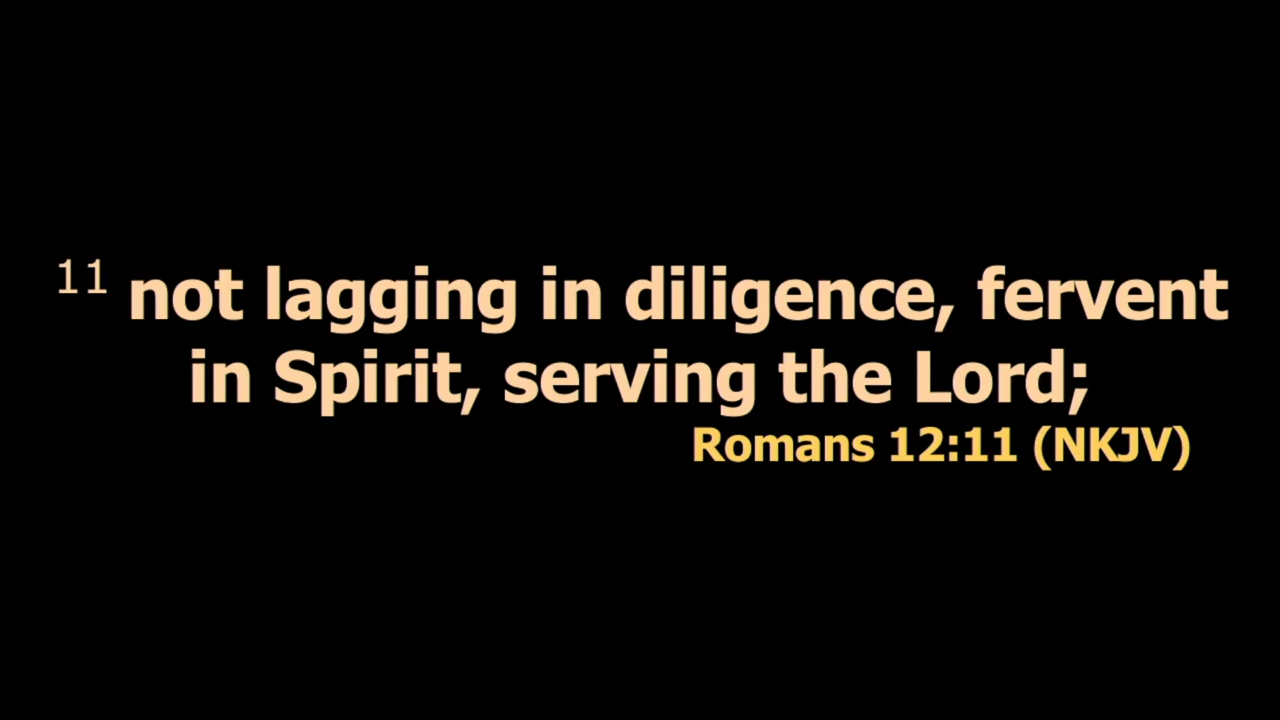 11 not lagging in diligence, fervent
in Spirit, serving the Lord;
Romans 12:11 (NKJV)